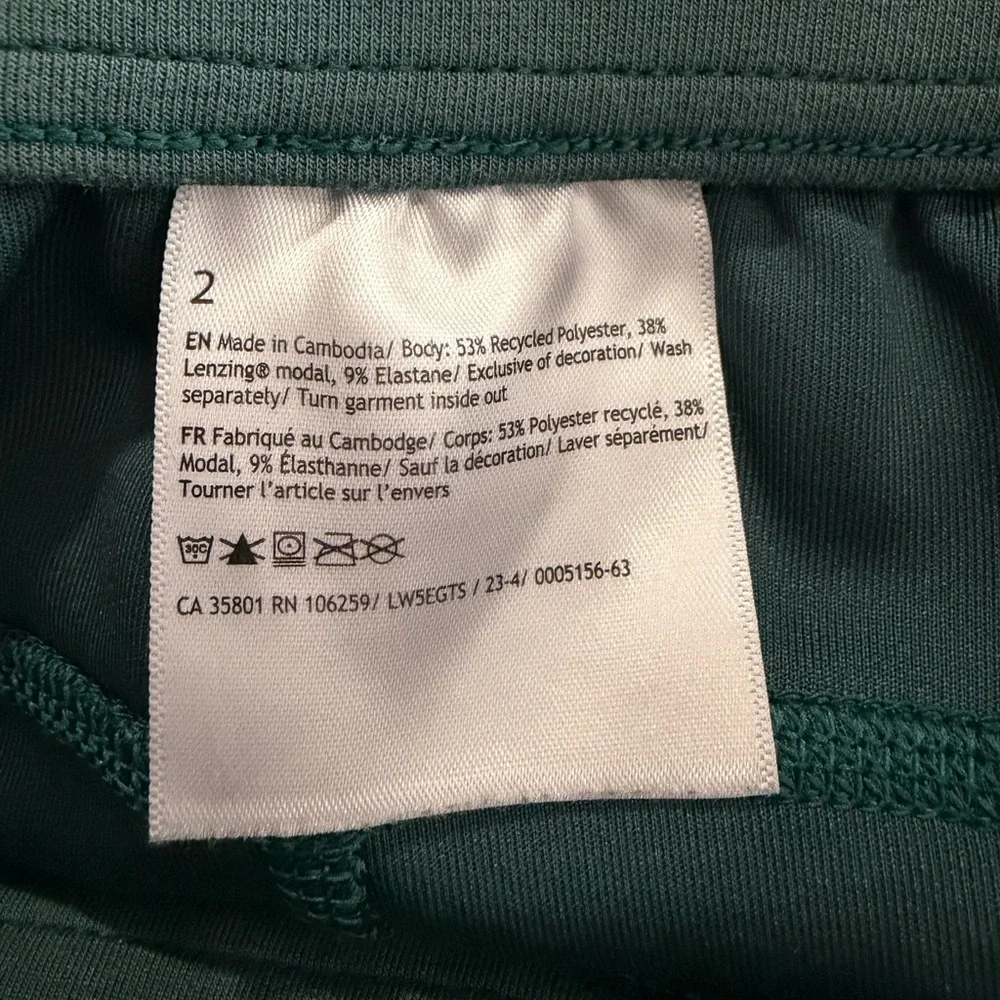 2
EN Made in Cambodia/ Body: 53% Recycled Polyester, 38%
Lenzing® modal, 9% Elastane/ Exclusive of decoration/ Wash
separately/ Turn garment inside out
FR Fabriqué au Cambodge/ Corps: 53% Polyester recyclé, 38%
Modal, 9% Élasthanne/ Sauf la décoration/ Laver séparément/
Tourner l'article sur l'envers
30C
CA 35801 RN 106259/ LW5EGTS / 23-4/ 0005156-63